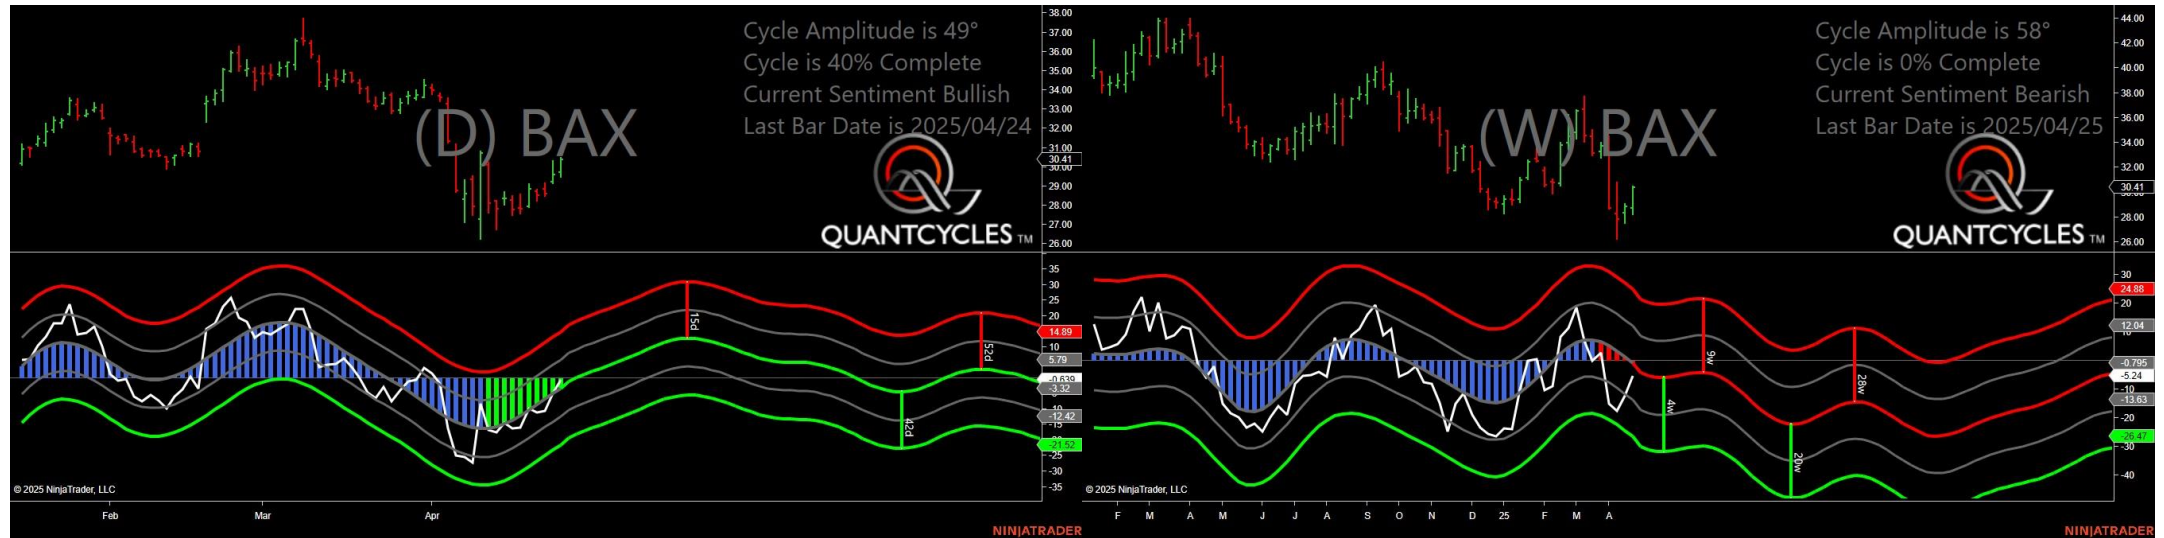 Cycle Amplitude is 49°
Cycle is 40% Complete
Current Sentiment Bullish
Last Bar Date is 2025/04/24
(D) BAX
QUANTCYCLES TM
38.00
37.00
36.00
35.00
34.00
33.00
32.00
31.00
30.41
30.00
29.00
28.00
27.00
26.00
35
30
25
20
14.89
10
5.79
-0.639
-3.32
-12.42
-15
-21.52
-25
-30
-35
15d
42d
52d
© 2025 NinjaTrader, LLC
Feb Mar Apr
NINJATRADER
Cycle Amplitude is 58°
Cycle is 0% Complete
Current Sentiment Bearish
Last Bar Date is 2025/04/25
(W) BAX
QUANTCYCLES TM
44.00
42.00
40.00
38.00
36.00
34.00
32.00
30.41
28.00
26.00
30
24.88
20
12.04
-0.795
-5.24
-10
-13.63
-20
-26.47
-30
-40
4w
9w
20w
28w
© 2025 NinjaTrader, LLC
F M A M J J A S O N D 25 F M A
NINJATRADER